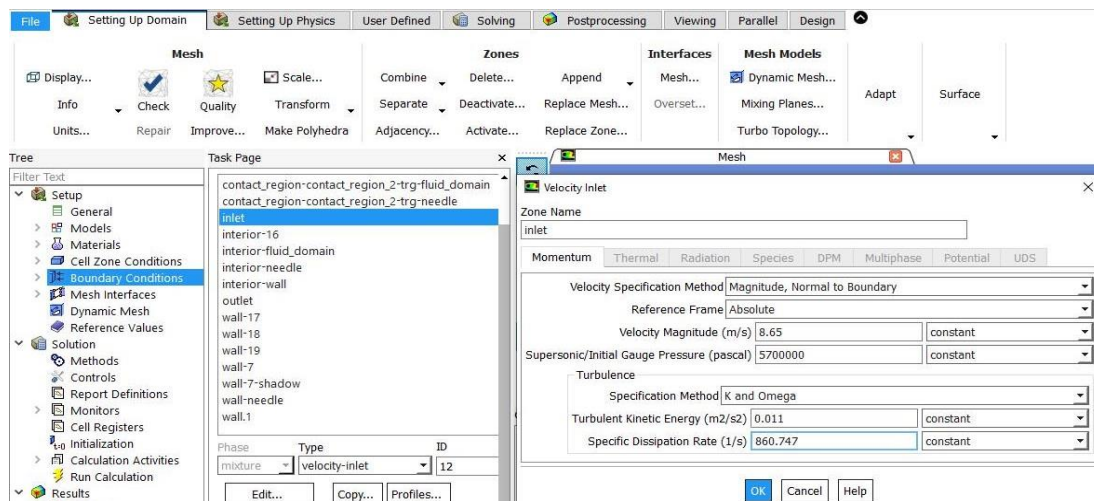 File Setting Up Domain Setting Up Physics User Defined Solving Postprocessing Viewing Parallel Design
Mesh Zones Interfaces Mesh Models
Display... Scale... Combine Delete... Append Mesh... Dynamic Mesh...
Info Check Quality Transform Separate Deactivate... Replace Mesh... Overset... Mixing Planes... Adapt Surface
Units... Repair Improve... Make Polyhedra Adjacency... Activate... Replace Zone... Turbo Topology...
Tree
Filter Text
Setup
General
Models
Materials
Cell Zone Conditions
Boundary Conditions
Mesh Interfaces
Dynamic Mesh
Reference Values
Solution
Methods
Controls
Report Definitions
Monitors
Cell Registers
t=0 Initialization
Calculation Activities
Run Calculation
Results
Task Page x
contact_region-contact_region_2-trg-fluid_domain
contact_region-contact_region_2-trg-needle
inlet
interior-16
interior-fluid_domain
interior-needle
interior-wall
outlet
wall-17
wall-18
wall-19
wall-7
wall-7-shadow
wall-needle
wall.1
Phase Type ID
mixture velocity-inlet 12
Edit... Copy... Profiles...
Mesh
Velocity Inlet
Zone Name
inlet
Momentum Thermal Radiation Species DPM Multiphase Potential UDS
Velocity Specification Method Magnitude, Normal to Boundary
Reference Frame Absolute
Velocity Magnitude (m/s) 8.65 constant
Supersonic/Initial Gauge Pressure (pascal) 5700000 constant
Turbulence
Specification Method K and Omega
Turbulent Kinetic Energy (m2/s2) 0.011 constant
Specific Dissipation Rate (1/s) 860.747 constant
OK Cancel Help